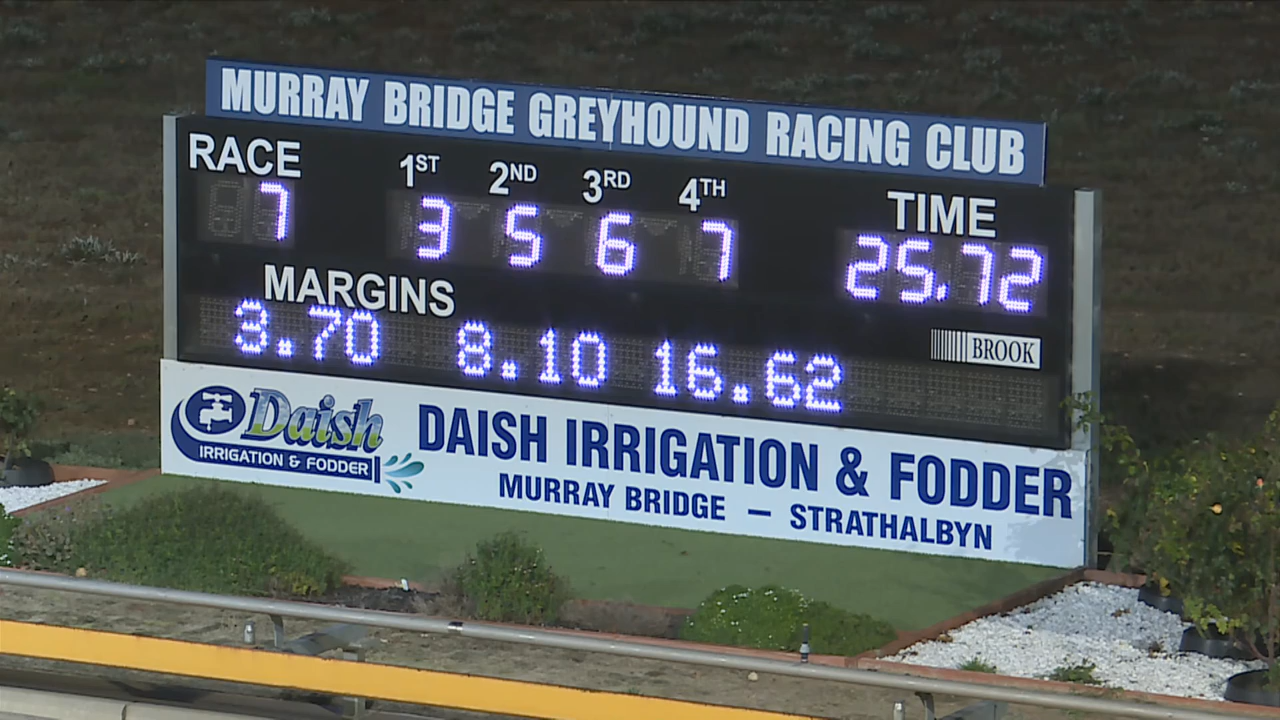 MURRAY BRIDGE GREYHOUND RACING CLUB
RACE 1ST 2ND 3RD 4TH TIME
7 3 5 6 7 25.72
MARGINS
3.70 8.10 16.62
BROOK
Daish
IRRIGATION & FODDER
DAISH IRRIGATION & FODDER
MURRAY BRIDGE – STRATHALBYN